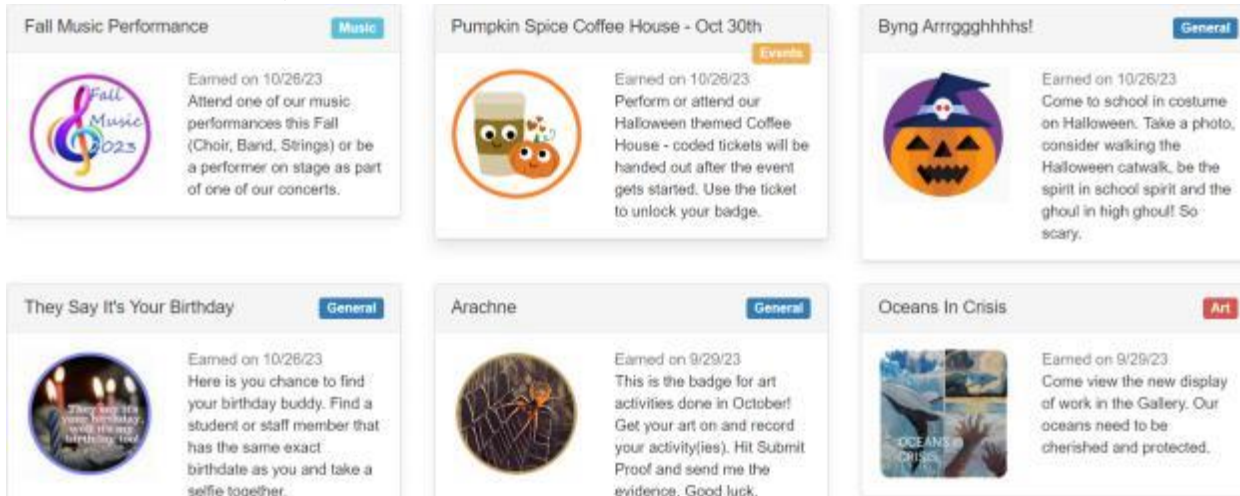 Fall Music Performance
Music
Fall
Music
2023
Earned on 10/26/23
Attend one of our music
performances this Fall
(Choir, Band, Strings) or be
a performer on stage as part
of one of our concerts.
Pumpkin Spice Coffee House - Oct 30th
Events
Earned on 10/26/23
Perform or attend our
Halloween themed Coffee
House - coded tickets will be
handed out after the event
gets started. Use the ticket
to unlock your badge.
Byng Arrrggghhhhs!
General
Earned on 10/26/23
Come to school in costume
on Halloween. Take a photo,
consider walking the
Halloween catwalk, be the
spirit in school spirit and the
ghoul in high ghoul! So
scary.
They Say It's Your Birthday
General
They say it's
your birthday,
well it's my
birthday too!
Earned on 10/26/23
Here is you chance to find
your birthday buddy. Find a
student or staff member that
has the same exact
birthdate as you and take a
selfie together.
Arachne
General
Earned on 9/29/23
This is the badge for art
activities done in October!
Get your art on and record
your activity(ies). Hit Submit
Proof and send me the
evidence. Good luck.
Oceans In Crisis
Art
OCEANS in
CRISIS
Earned on 9/29/23
Come view the new display
of work in the Gallery. Our
oceans need to be
cherished and protected.